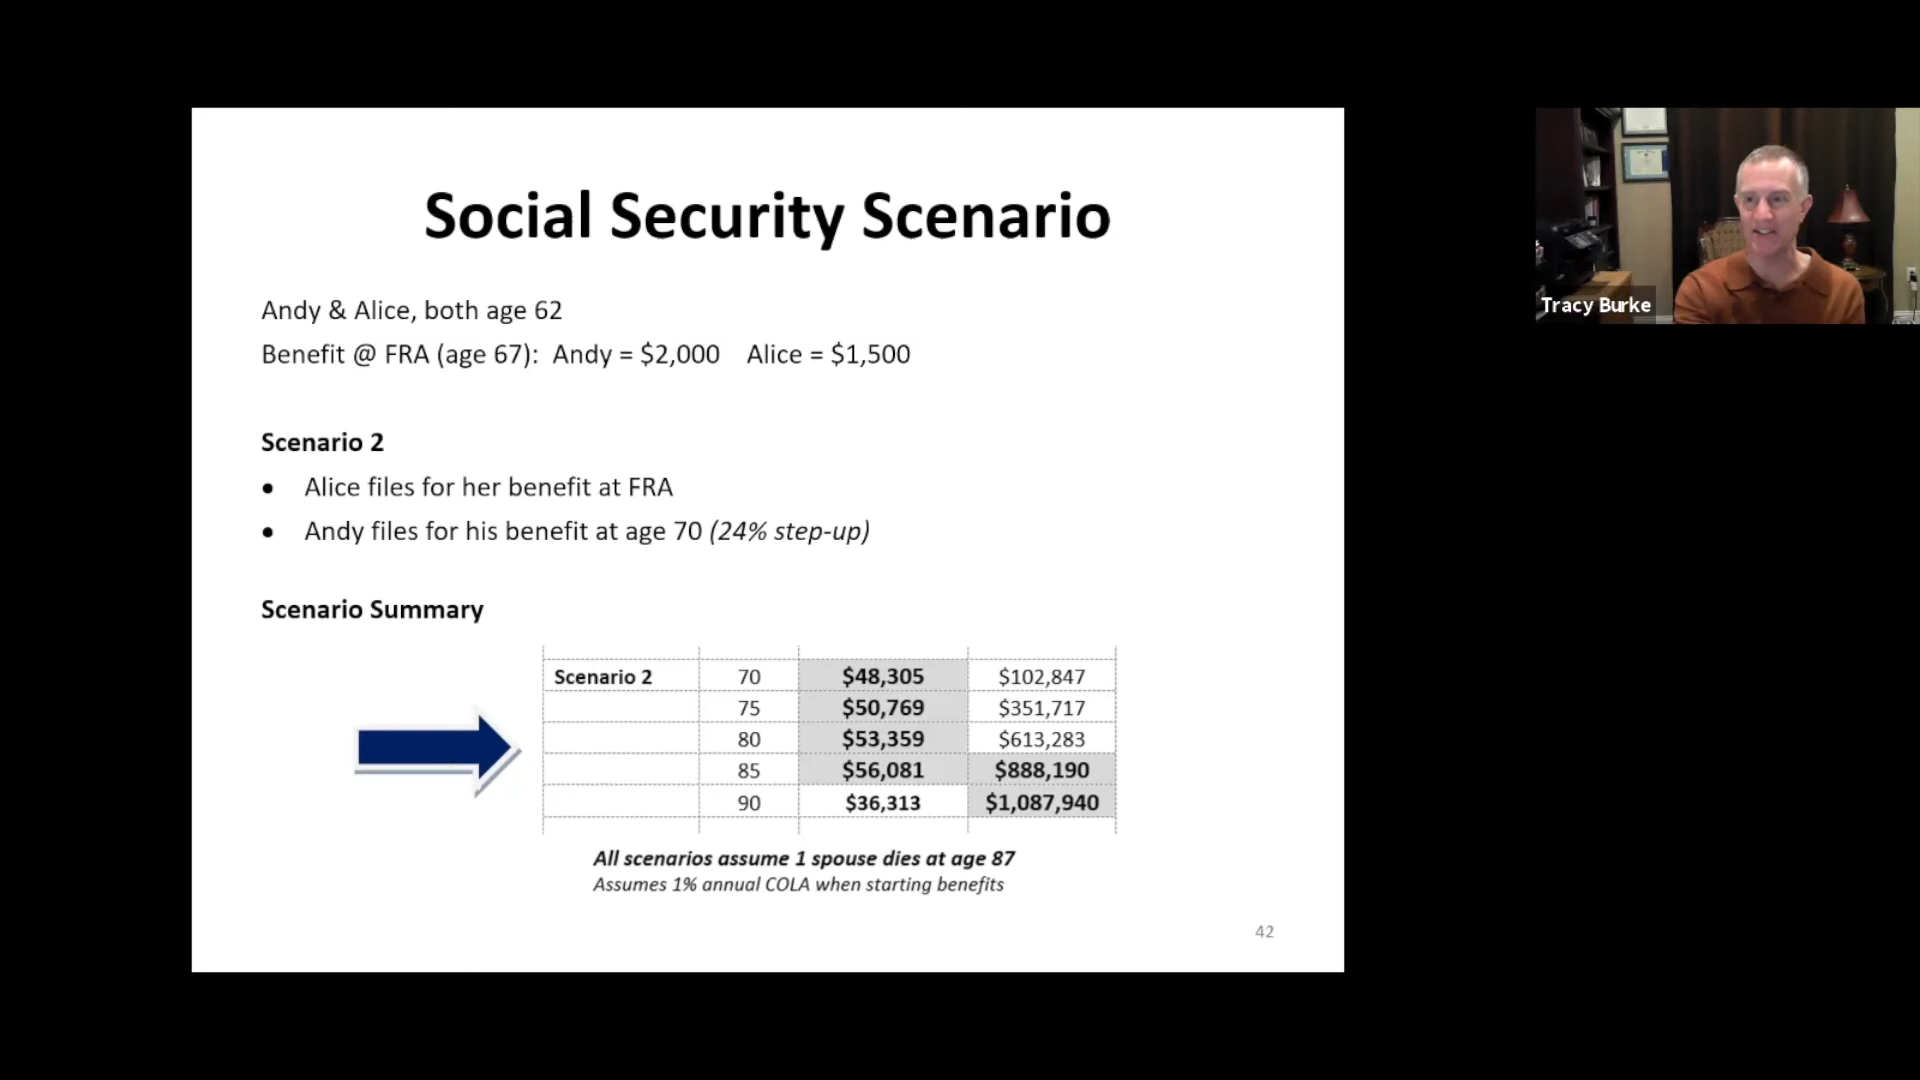 Social Security Scenario
Andy & Alice, both age 62
Benefit @ FRA (age 67): Andy = $2,000 Alice = $1,500
Scenario 2
• Alice files for her benefit at FRA
• Andy files for his benefit at age 70 (24% step-up)
Scenario Summary
Scenario 2 70 $48,305 $102,847
75 $50,769 $351,717
80 $53,359 $613,283
85 $56,081 $888,190
90 $36,313 $1,087,940
All scenarios assume 1 spouse dies at age 87
Assumes 1% annual COLA when starting benefits
42
Tracy Burke